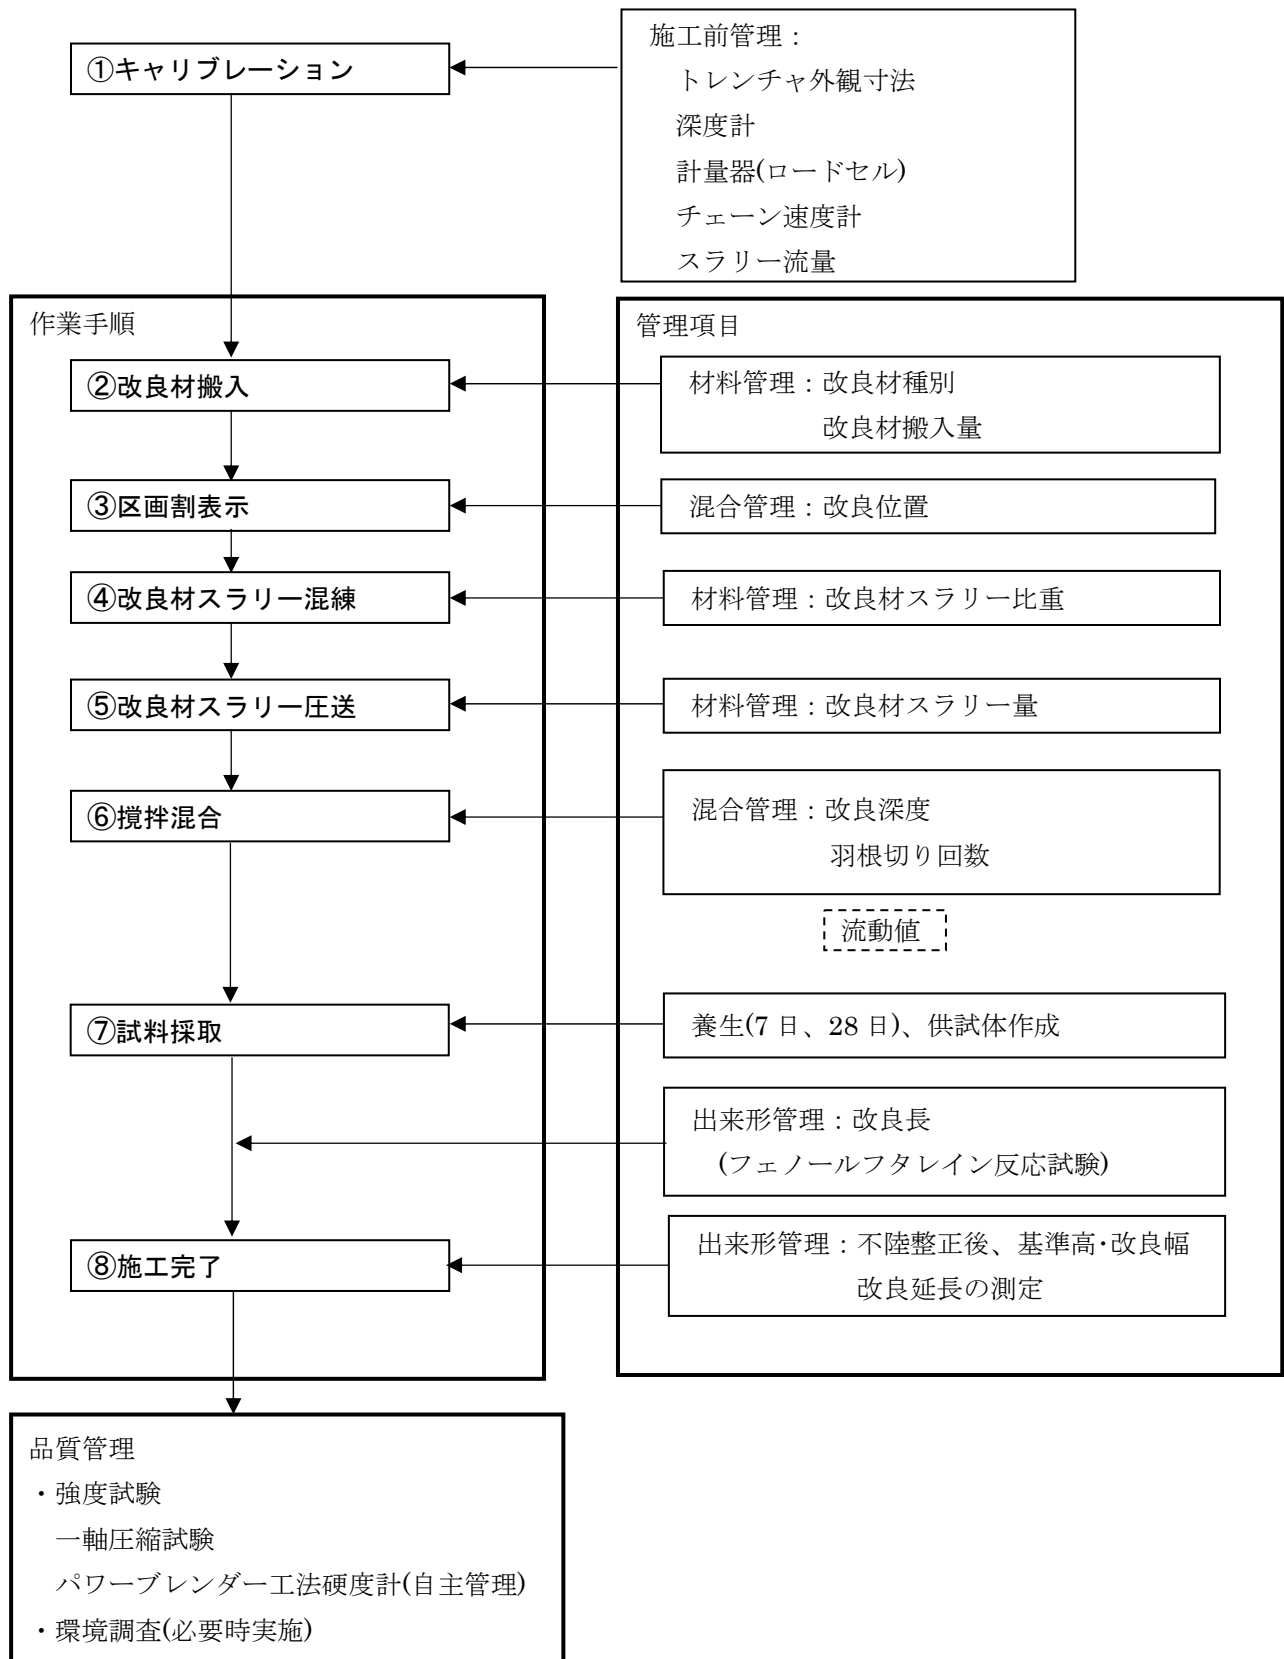 ①キャリブレーション
施工前管理：
トレンチャ外観寸法
深度計
計量器(ロードセル)
チェーン速度計
スラリー流量
作業手順
管理項目
②改良材搬入
材料管理：改良材種別
改良材搬入量
③区画割表示
混合管理：改良位置
④改良材スラリー混練
材料管理：改良材スラリー比重
⑤改良材スラリー圧送
材料管理：改良材スラリー量
⑥撹拌混合
混合管理：改良深度
羽根切り回数
流動値
⑦試料採取
養生(7 日、28 日)、供試体作成
出来形管理：改良長
(フェノールフタレイン反応試験)
⑧施工完了
出来形管理：不陸整正後、基準高･改良幅
改良延長の測定
品質管理
・強度試験
一軸圧縮試験
パワーブレンダー工法硬度計(自主管理)
・環境調査(必要時実施)